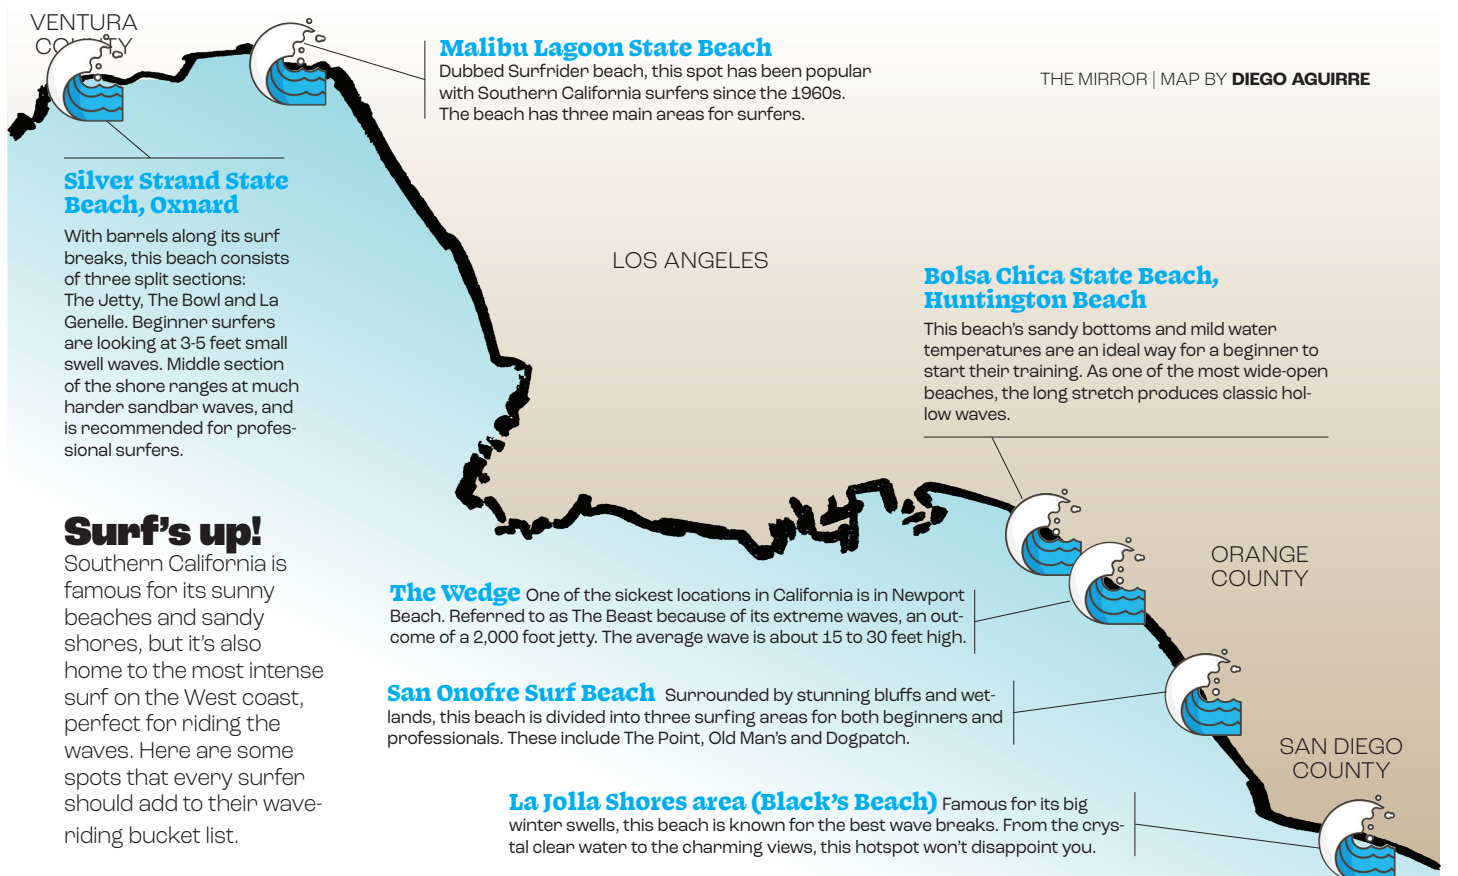 VENTURA
COUNTY
Malibu Lagoon State Beach
Dubbed Surfrider beach, this spot has been popular
with Southern California surfers since the 1960s.
The beach has three main areas for surfers.
THE MIRROR | MAP BY DIEGO AGUIRRE
Silver Strand State
Beach, Oxnard
With barrels along its surf
breaks, this beach consists
of three split sections:
The Jetty, The Bowl and La
Genelle. Beginner surfers
are looking at 3-5 feet small
swell waves. Middle section
of the shore ranges at much
harder sandbar waves, and
is recommended for profes-
sional surfers.
LOS ANGELES
Bolsa Chica State Beach,
Huntington Beach
This beach's sandy bottoms and mild water
temperatures are an ideal way for a beginner to
start their training. As one of the most wide-open
beaches, the long stretch produces classic hol-
low waves.
Surf's up!
Southern California is
famous for its sunny
beaches and sandy
shores, but it's also
home to the most intense
surf on the West coast,
perfect for riding the
waves. Here are some
spots that every surfer
should add to their wave-
riding bucket list.
ORANGE
COUNTY
The Wedge One of the sickest locations in California is in Newport
Beach. Referred to as The Beast because of its extreme waves, an out-
come of a 2,000 foot jetty. The average wave is about 15 to 30 feet high.
San Onofre Surf Beach Surrounded by stunning bluffs and wet-
lands, this beach is divided into three surfing areas for both beginners and
professionals. These include The Point, Old Man's and Dogpatch.
SAN DIEGO
COUNTY
La Jolla Shores area (Black's Beach) Famous for its big
winter swells, this beach is known for the best wave breaks. From the crys-
tal clear water to the charming views, this hotspot won't disappoint you.